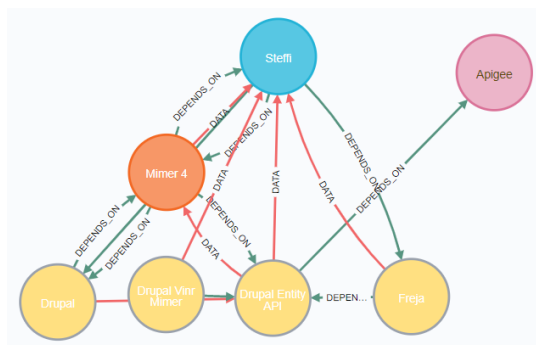 Steffi
Apigee
DEPENDS_ON
DATA
DEPENDS_ON
DEPENDS_ON
DATA
DATA
DATA
DEPENDS_ON
Mimer 4
DEPENDS_ON
DEPENDS_ON
DEPENDS_ON
DATA
Drupal
Drupal Vinr
Mimer
Drupal Entity
API
DEPEN...
Freja